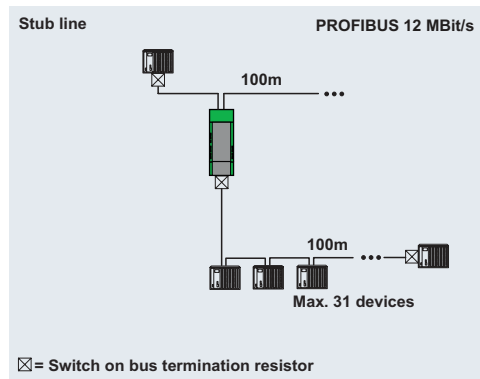 Stub line
PROFIBUS 12 MBit/s
100m
100m
Max. 31 devices
= Switch on bus termination resistor